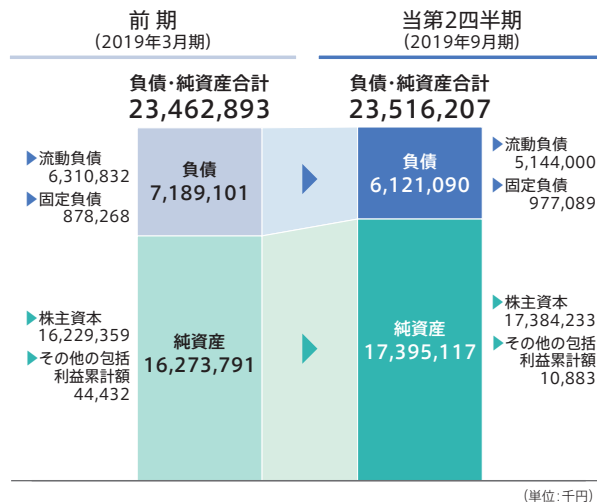 前 期
（2019年3月期）
当第2四半期
（2019年9月期）
負債・純資産合計
23,462,893
負債・純資産合計
23,516,207
▶流動負債
6,310,832
▶固定負債
878,268
負債
7,189,101
負債
6,121,090
▶流動負債
5,144,000
▶固定負債
977,089
▶株主資本
16,229,359
▶その他の包括
利益累計額
44,432
純資産
16,273,791
純資産
17,395,117
▶株主資本
17,384,233
▶その他の包括
利益累計額
10,883
（単位：千円）